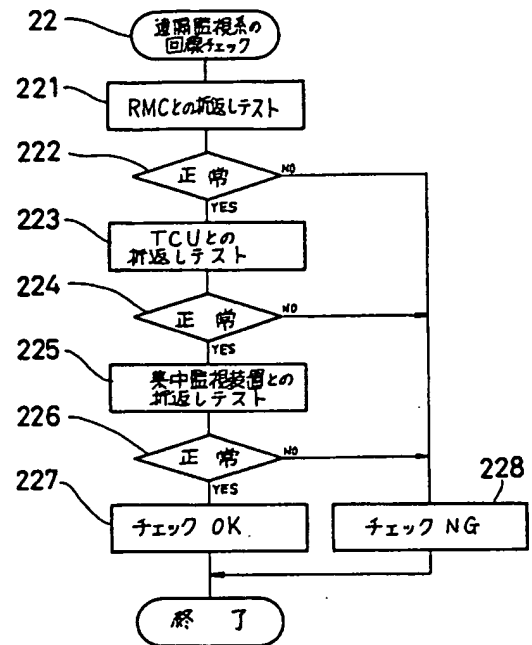 22
遠隔監視系の
回線チェック
221
RMCとの折返しテスト
222
正常
NO
YES
223
TCUとの
折返しテスト
224
正常
NO
YES
225
集中監視装置との
折返しテスト
226
正常
NO
YES
227
チェック OK
228
チェック NG
終了